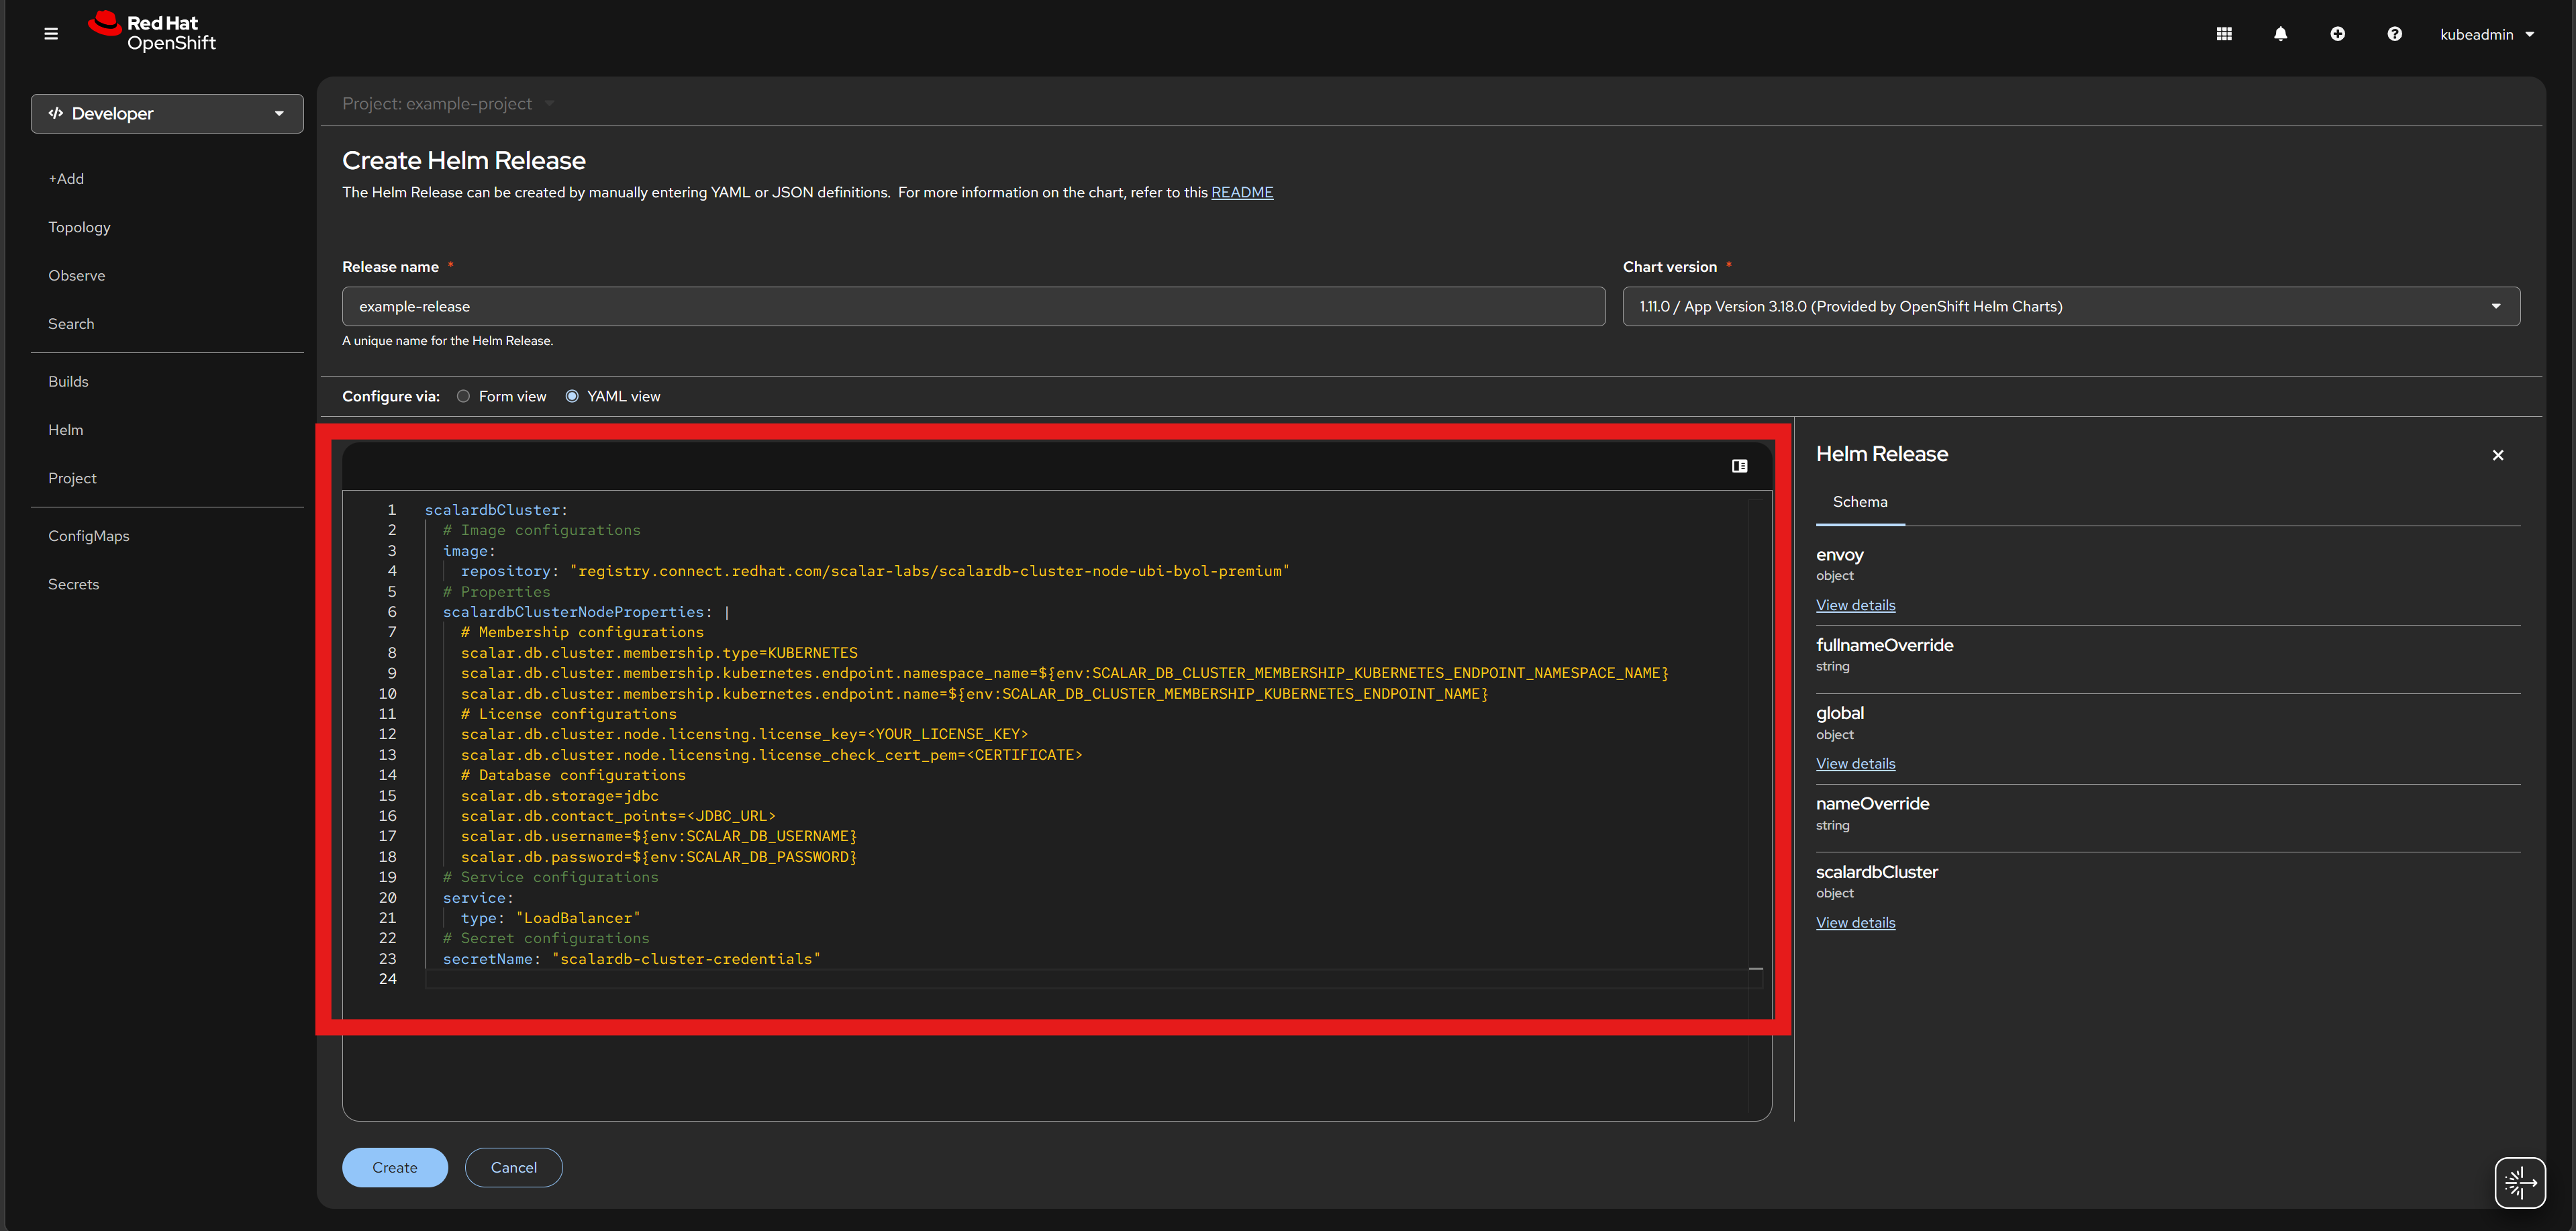 Red Hat
OpenShift
kubeadmin
Developer
+Add
Topology
Observe
Search
Builds
Helm
Project
ConfigMaps
Secrets
Project: example-project
Create Helm Release
The Helm Release can be created by manually entering YAML or JSON definitions.  For more information on the chart, refer to this README
Release name *
example-release
A unique name for the Helm Release.
Chart version *
1.11.0 / App Version 3.18.0 (Provided by OpenShift Helm Charts)
Configure via: Form view YAML view
1 scalardbCluster:
2   # Image configurations
3   image:
4     repository: "registry.connect.redhat.com/scalar-labs/scalardb-cluster-node-ubi-byol-premium"
5   # Properties
6   scalardbClusterNodeProperties: |
7     # Membership configurations
8     scalar.db.cluster.membership.type=KUBERNETES
9     scalar.db.cluster.membership.kubernetes.endpoint.namespace_name=${env:SCALAR_DB_CLUSTER_MEMBERSHIP_KUBERNETES_ENDPOINT_NAMESPACE_NAME}
10     scalar.db.cluster.membership.kubernetes.endpoint.name=${env:SCALAR_DB_CLUSTER_MEMBERSHIP_KUBERNETES_ENDPOINT_NAME}
11     # License configurations
12     scalar.db.cluster.node.licensing.license_key=<YOUR_LICENSE_KEY>
13     scalar.db.cluster.node.licensing.license_check_cert_pem=<CERTIFICATE>
14     # Database configurations
15     scalar.db.storage=jdbc
16     scalar.db.contact_points=<JDBC_URL>
17     scalar.db.username=${env:SCALAR_DB_USERNAME}
18     scalar.db.password=${env:SCALAR_DB_PASSWORD}
19   # Service configurations
20   service:
21     type: "LoadBalancer"
22   # Secret configurations
23   secretName: "scalardb-cluster-credentials"
24
Helm Release
Schema
envoy
object
View details
fullnameOverride
string
global
object
View details
nameOverride
string
scalardbCluster
object
View details
Create
Cancel